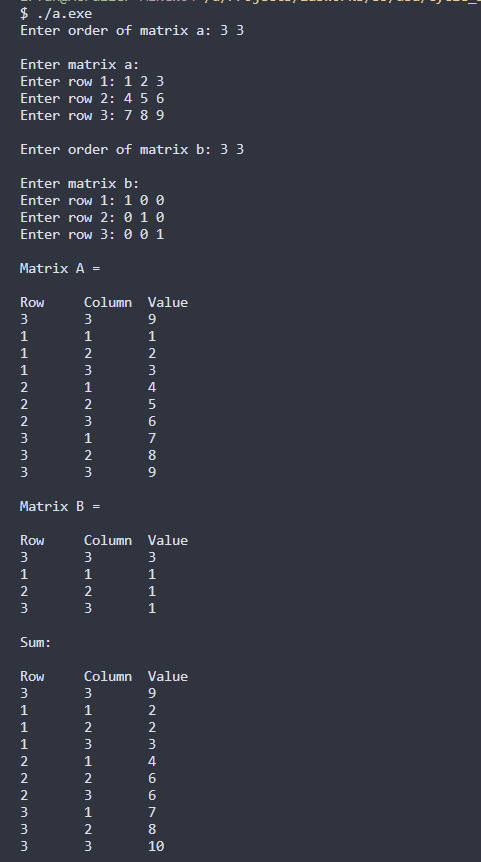 $ ./a.exe
Enter order of matrix a: 3 3
Enter matrix a:
Enter row 1: 1 2 3
Enter row 2: 4 5 6
Enter row 3: 7 8 9
Enter order of matrix b: 3 3
Enter matrix b:
Enter row 1: 1 0 0
Enter row 2: 0 1 0
Enter row 3: 0 0 1
Matrix A =
Row Column Value
3 3 9
1 1 1
1 2 2
1 3 3
2 1 4
2 2 5
2 3 6
3 1 7
3 2 8
3 3 9
Matrix B =
Row Column Value
3 3 3
1 1 1
2 2 1
3 3 1
Sum:
Row Column Value
3 3 9
1 1 2
1 2 2
1 3 3
2 1 4
2 2 6
2 3 6
3 1 7
3 2 8
3 3 10